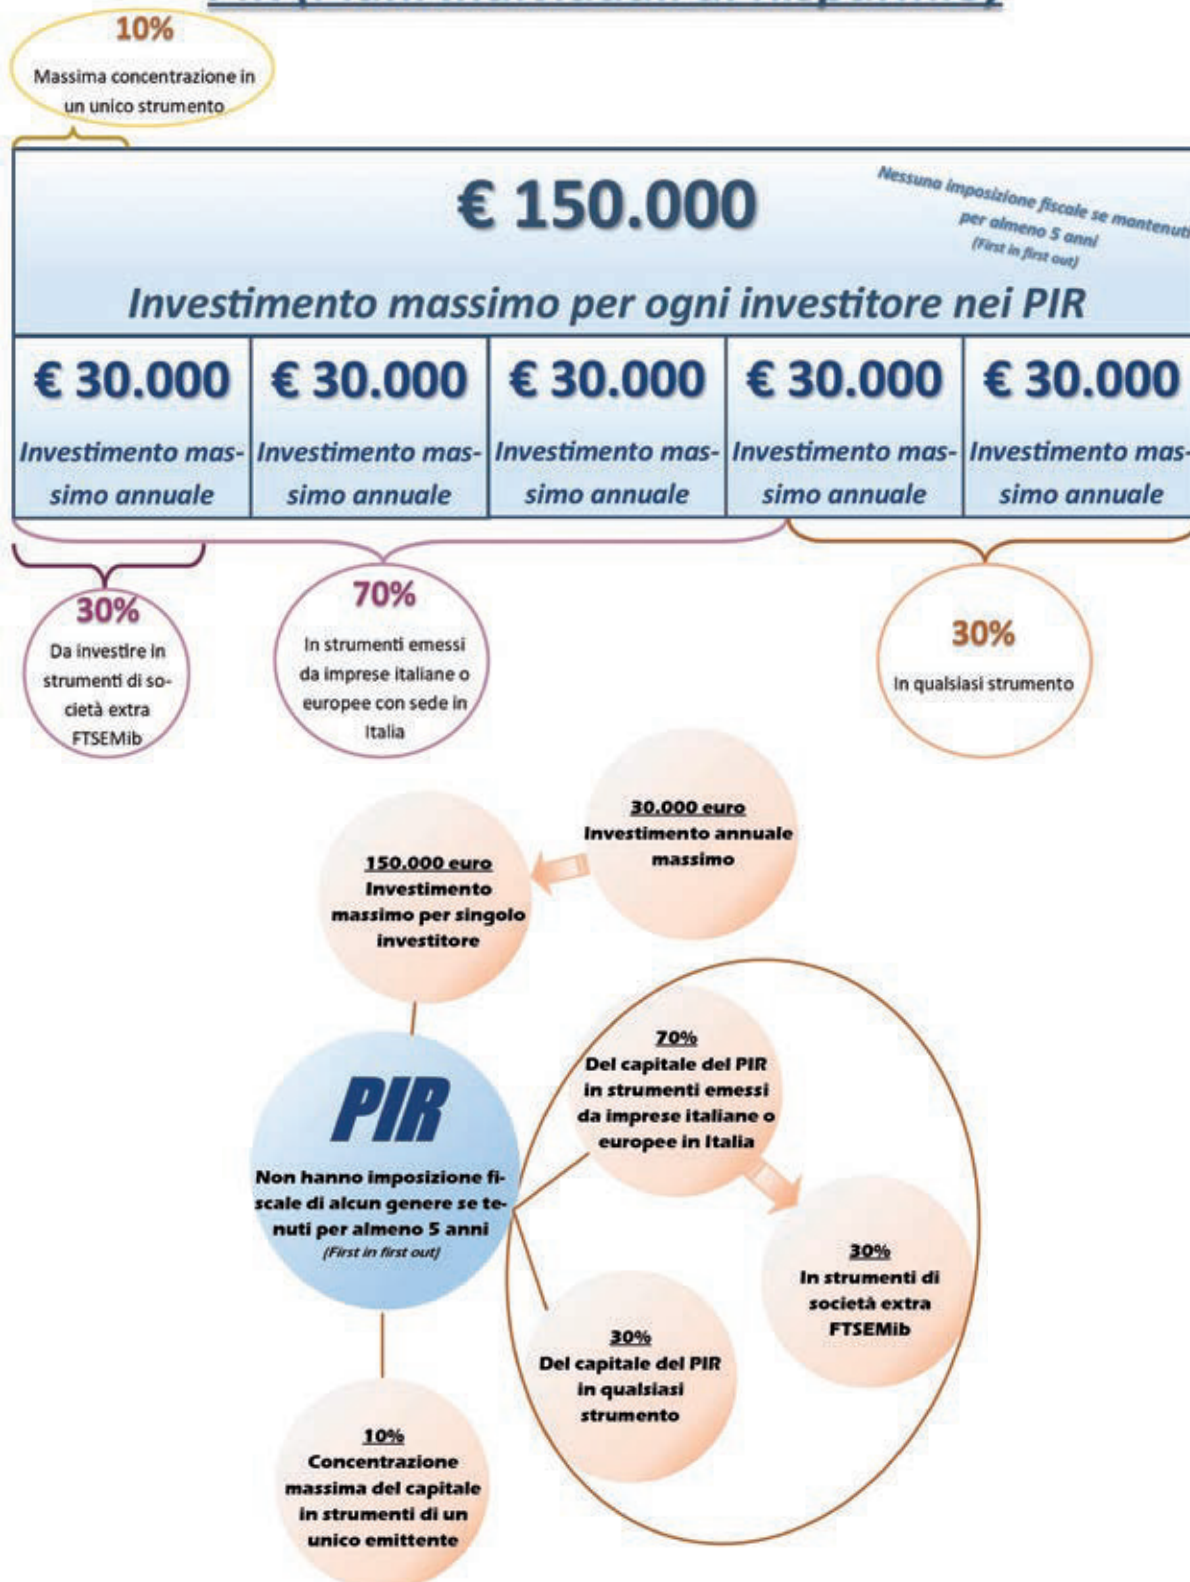 10%
Massima concentrazione in
un unico strumento
€ 150.000
Nessuna imposizione fiscale se mantenuti
per almeno 5 anni
(First in first out)
Investimento massimo per ogni investitore nei PIR
€ 30.000
Investimento mas-
simo annuale
€ 30.000
Investimento mas-
simo annuale
€ 30.000
Investimento mas-
simo annuale
€ 30.000
Investimento mas-
simo annuale
€ 30.000
Investimento mas-
simo annuale
30%
Da investire in
strumenti di so-
cietà extra
FTSEMib
70%
In strumenti emessi
da imprese italiane o
europee con sede in
Italia
30%
In qualsiasi strumento
30.000 euro
Investimento annuale
massimo
150.000 euro
Investimento
massimo per singolo
investitore
PIR
Non hanno imposizione fi-
scale di alcun genere se te-
nuti per almeno 5 anni
(First in first out)
70%
Del capitale del PIR
in strumenti emessi
da imprese italiane o
europee in Italia
30%
In strumenti di
società extra
FTSEMib
30%
Del capitale del PIR
in qualsiasi
strumento
10%
Concentrazione
massima del capitale
in strumenti di un
unico emittente